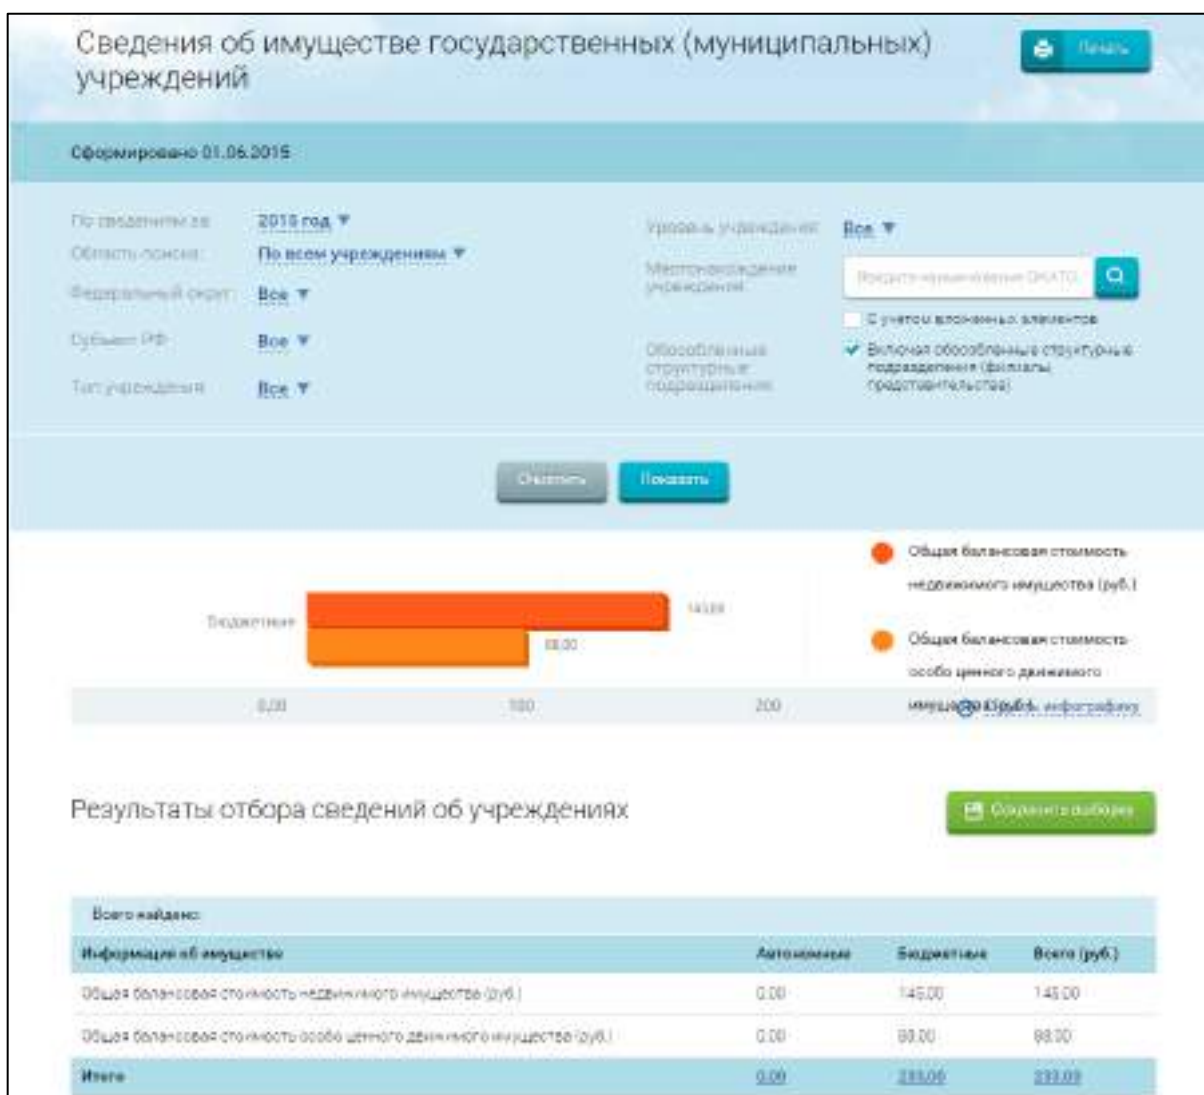 Сведения об имуществе государственных (муниципальных)
учреждений
Печать
Сформировано 01.06.2015
По сведениям за:
2015 год
Область поиска:
По всем учреждениям
Федеральный округ:
Все
Субъект РФ
Все
Тип учреждения
Все
Уровень учреждения:
Все
Местонахождение
учреждения
Введите наименование ОКАТО
С учетом вложенных элементов
Обособленные
структурные
подразделения
Включая обособленные структурные
подразделения (филиалы,
представительства)
Очистить
Показать
Бюджетные
145,00
88,00
0,00
100
200
Общая балансовая стоимость
недвижимого имущества (руб.)
Общая балансовая стоимость
особо ценного движимого
имущества (руб.)
инфографику
Результаты отбора сведений об учреждениях
Сохранить выборку
Всего найдено:
Информация об имуществе Автономные Бюджетные Всего (руб.)
Общая балансовая стоимость недвижимого имущества (руб.) 0,00 145,00 145,00
Общая балансовая стоимость особо ценного движимого имущества (руб.) 0,00 88,00 88,00
Итого 0,00 233,00 233,00